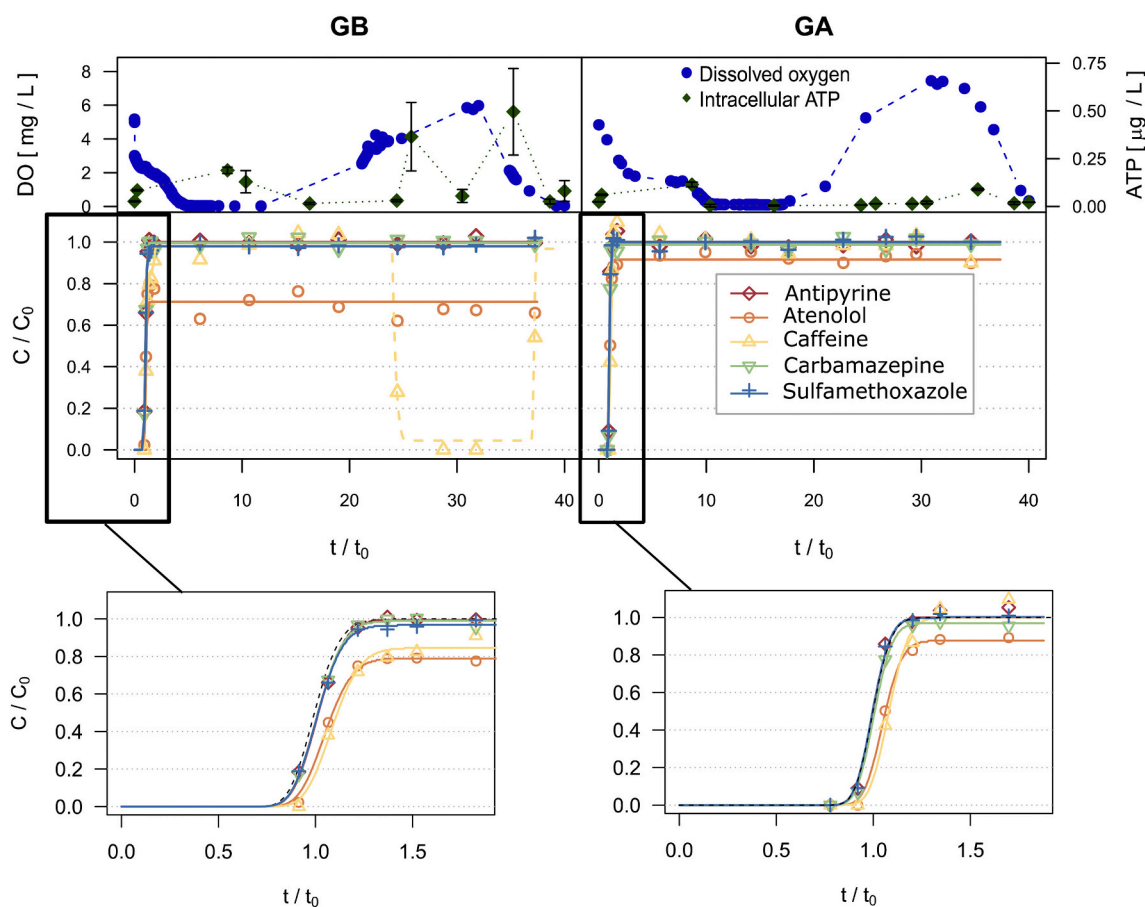 GB
GA
DO [ mg / L ]
8
6
4
2
0
Dissolved oxygen
Intracellular ATP
0.75
0.50
0.25
0.00
ATP [ µg / L ]
C / C0
1.0
0.8
0.6
0.4
0.2
0.0
Antipyrine
Atenolol
Caffeine
Carbamazepine
Sulfamethoxazole
0 10 20 30 40
0 10 20 30 40
t / t0
t / t0
C / C0
1.0
0.8
0.6
0.4
0.2
0.0
1.0
0.8
0.6
0.4
0.2
0.0
0.0 1.0 1.5
0.0 1.0 1.5
t / t0
t / t0